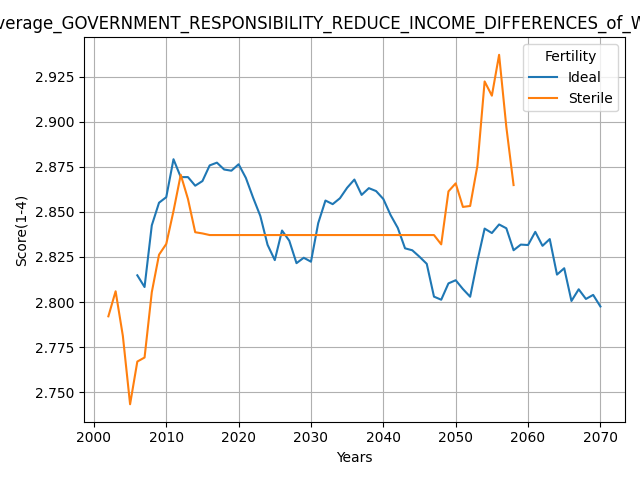 verage_GOVERNMENT_RESPONSIBILITY_REDUCE_INCOME_DIFFERENCES_of_W
Fertility
Ideal
Sterile
Score(1-4)
2.925
2.900
2.875
2.850
2.825
2.800
2.775
2.750
2000 2010 2020 2030 2040 2050 2060 2070
Years